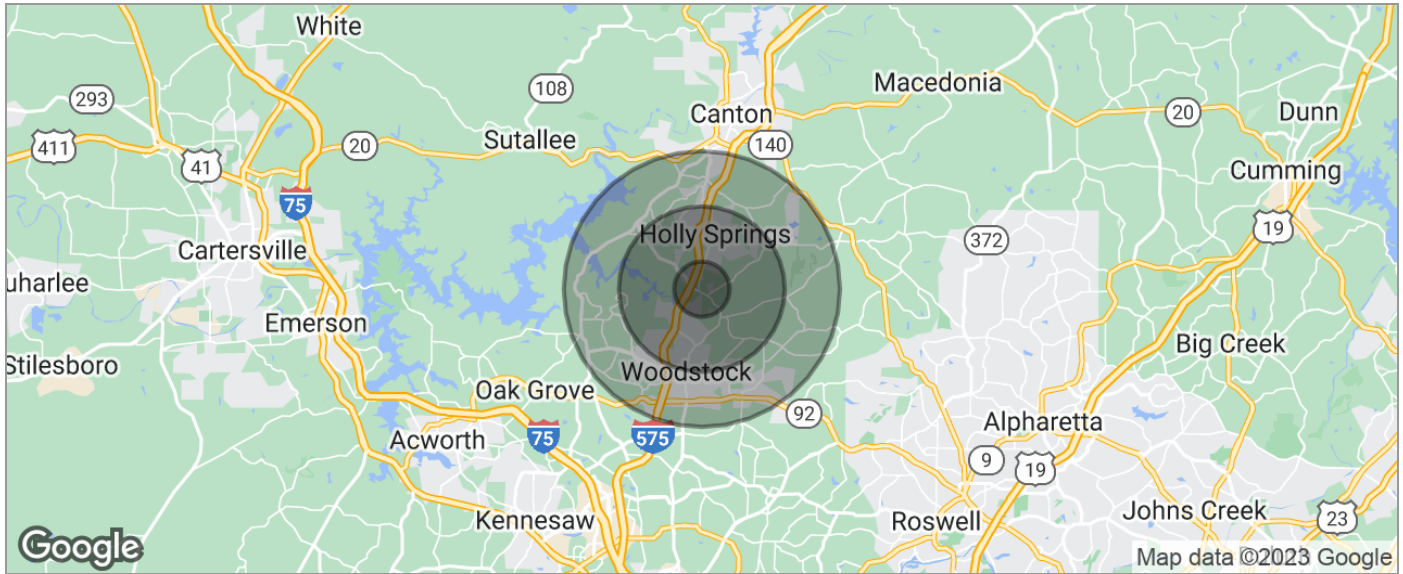 White
Macedonia
108
293
Canton
20
Dunn
411
Sutallee
140
20
41
Cumming
75
19
Holly Springs
372
Cartersville
uharlee
Emerson
Big Creek
Stilesboro
Woodstock
Oak Grove
92
Alpharetta
Acworth
75
575
9
19
Kennesaw
Roswell
Johns Creek
23
Google
Map data ©2023 Google